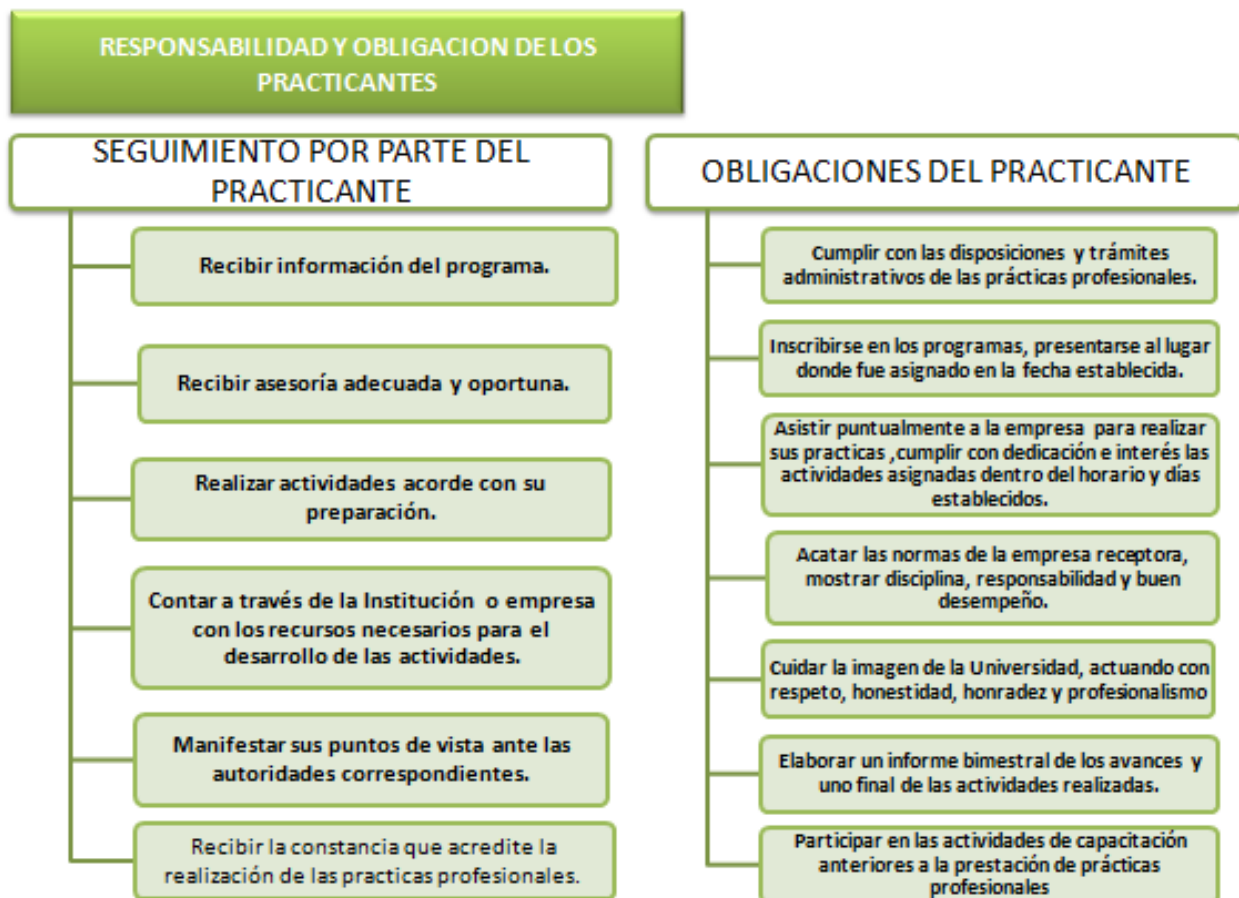 RESPONSABILIDAD Y OBLIGACION DE LOS
PRACTICANTES
SEGUIMIENTO POR PARTE DEL
PRACTICANTE
Recibir información del programa.
Recibir asesoría adecuada y oportuna.
Realizar actividades acorde con su
preparación.
Contar a través de la Institución o empresa
con los recursos necesarios para el
desarrollo de las actividades.
Manifestar sus puntos de vista ante las
autoridades correspondientes.
Recibir la constancia que acredite la
realización de las practicas profesionales.
OBLIGACIONES DEL PRACTICANTE
Cumplir con las disposiciones y trámites
administrativos de las prácticas profesionales.
Inscribirse en los programas, presentarse al lugar
donde fue asignado en la fecha establecida.
Asistir puntualmente a la empresa para realizar
sus practicas ,cumplir con dedicación e interés las
actividades asignadas dentro del horario y días
establecidos.
Acatar las normas de la empresa receptora,
mostrar disciplina, responsabilidad y buen
desempeño.
Cuidar la imagen de la Universidad, actuando con
respeto, honestidad, honradez y profesionalismo
Elaborar un informe bimestral de los avances y
uno final de las actividades realizadas.
Participar en las actividades de capacitación
anteriores a la prestación de prácticas
profesionales